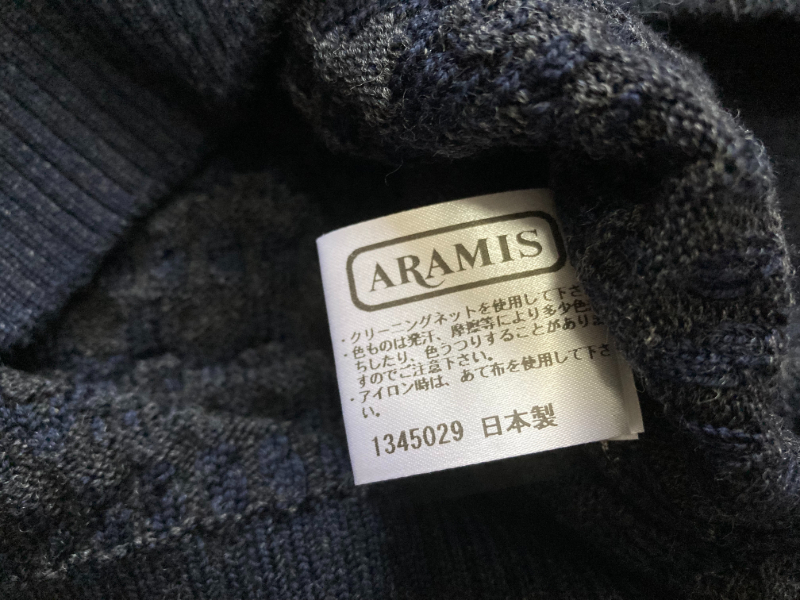 ARAMIS
・クリーニングネットを使用して下さ
・色ものは発汗、摩擦等により多少色
ちしたり、色うつりすることがありま
すのでご注意下さい。
・アイロン時は、あて布を使用して下さ
い。
1345029 日本製